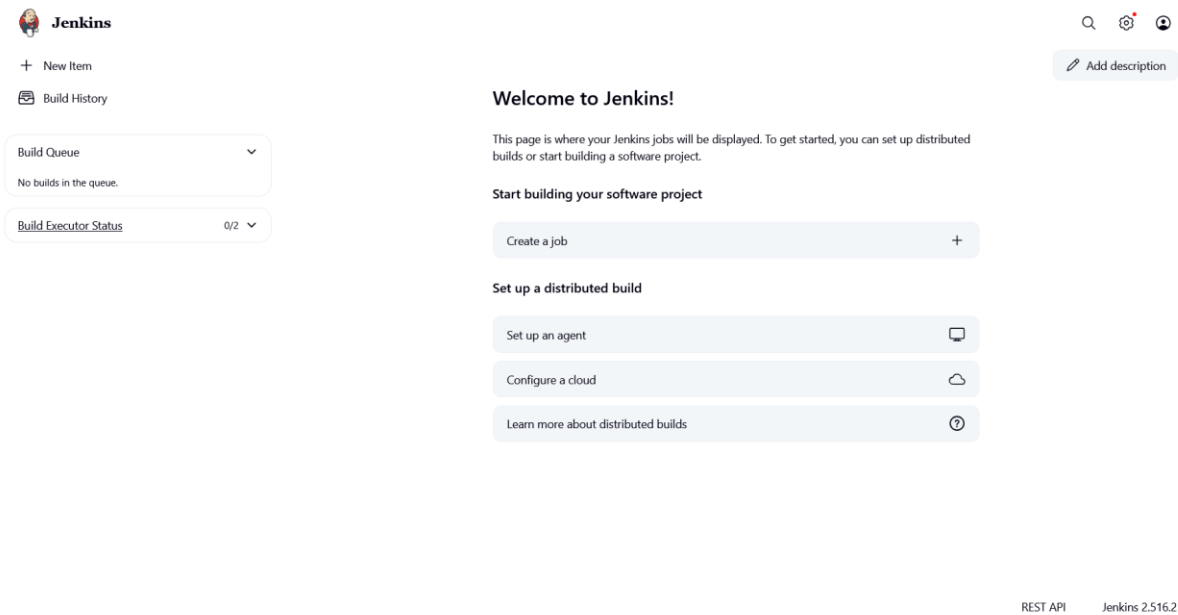 Jenkins
New Item
Add description
Build History
Build Queue
No builds in the queue.
Build Executor Status 0/2
Welcome to Jenkins!
This page is where your Jenkins jobs will be displayed. To get started, you can set up distributed
builds or start building a software project.
Start building your software project
Create a job
Set up a distributed build
Set up an agent
Configure a cloud
Learn more about distributed builds
REST API Jenkins 2.516.2